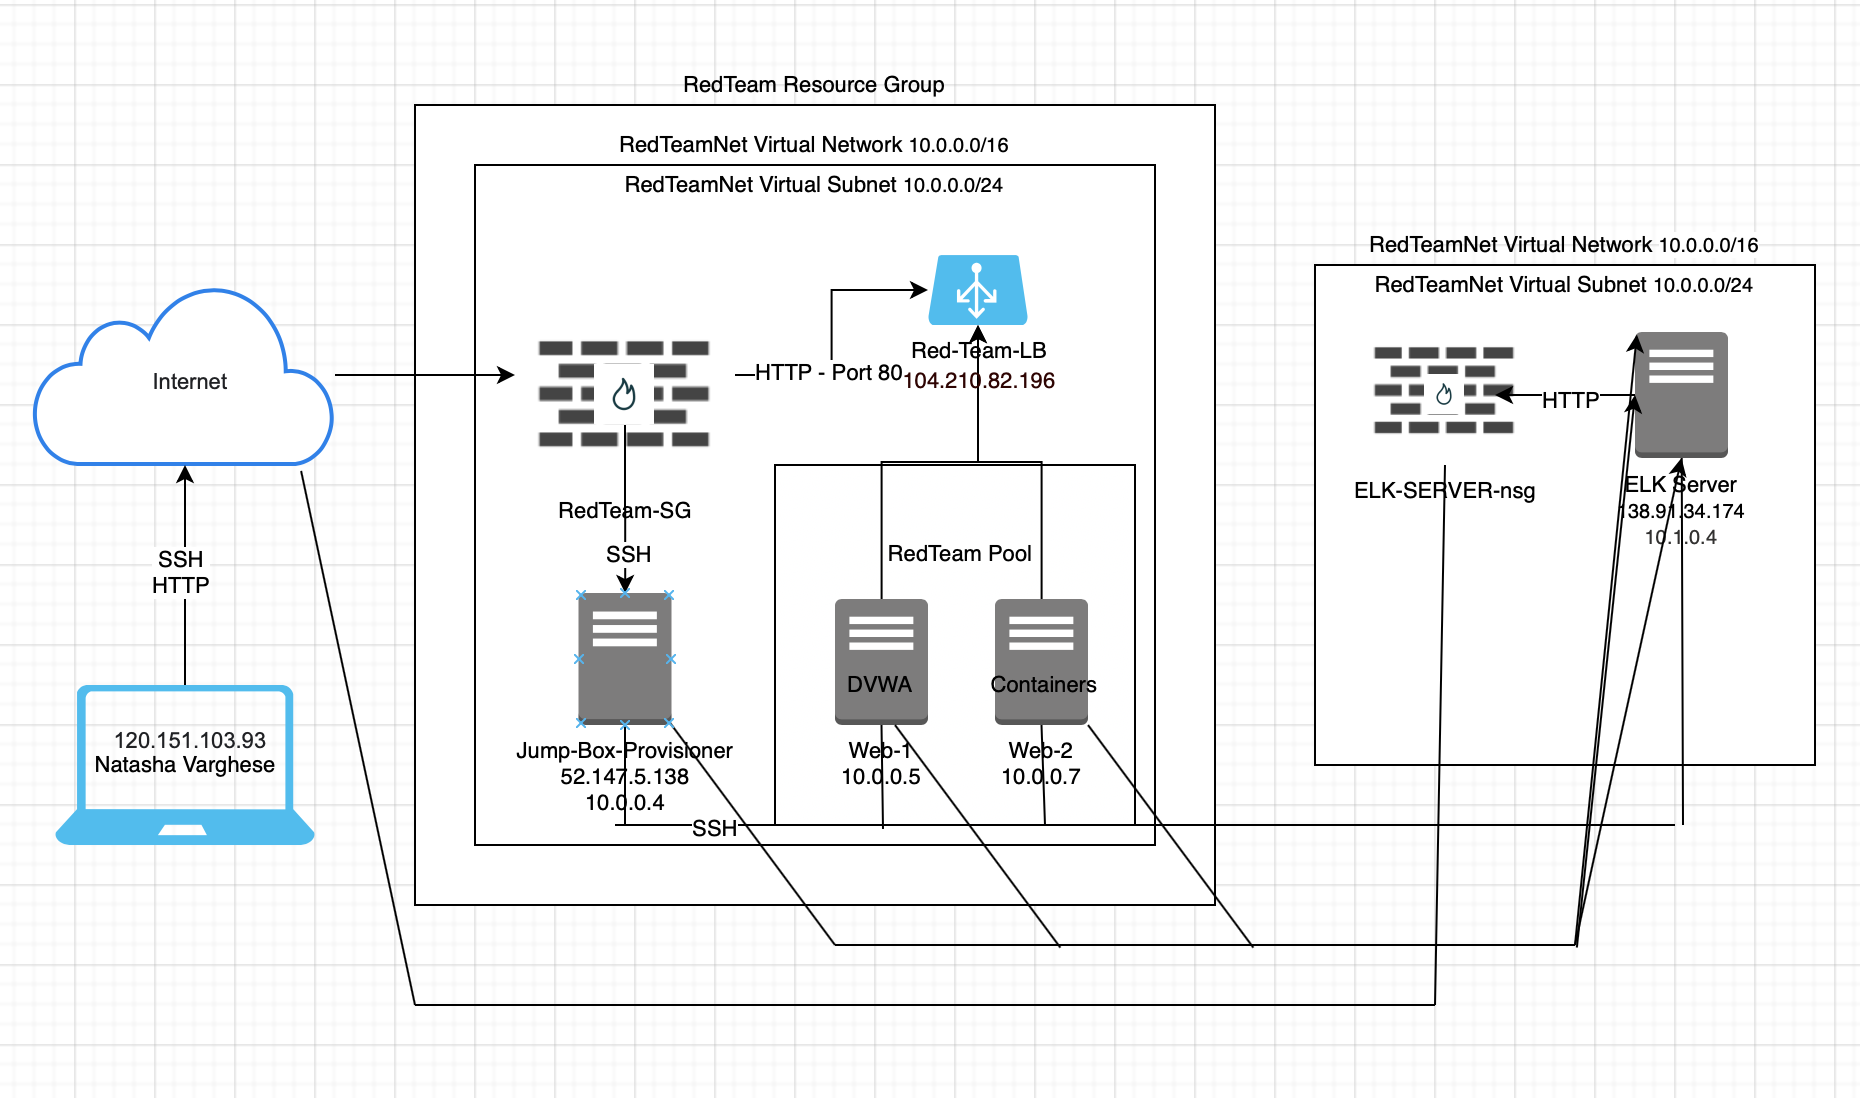 RedTeam Resource Group
RedTeamNet Virtual Network 10.0.0.0/16
RedTeamNet Virtual Subnet 10.0.0.0/24
RedTeamNet Virtual Network 10.0.0.0/16
RedTeamNet Virtual Subnet 10.0.0.0/24
Internet
HTTP - Port 80
Red-Team-LB
104.210.82.196
HTTP
ELK-SERVER-nsg
ELK Server
138.91.34.174
10.1.0.4
RedTeam-SG
SSH
RedTeam Pool
SSH
HTTP
DVWA
Containers
120.151.103.93
Natasha Varghese
Jump-Box-Provisioner
52.147.5.138
10.0.0.4
Web-1
10.0.0.5
Web-2
10.0.0.7
SSH